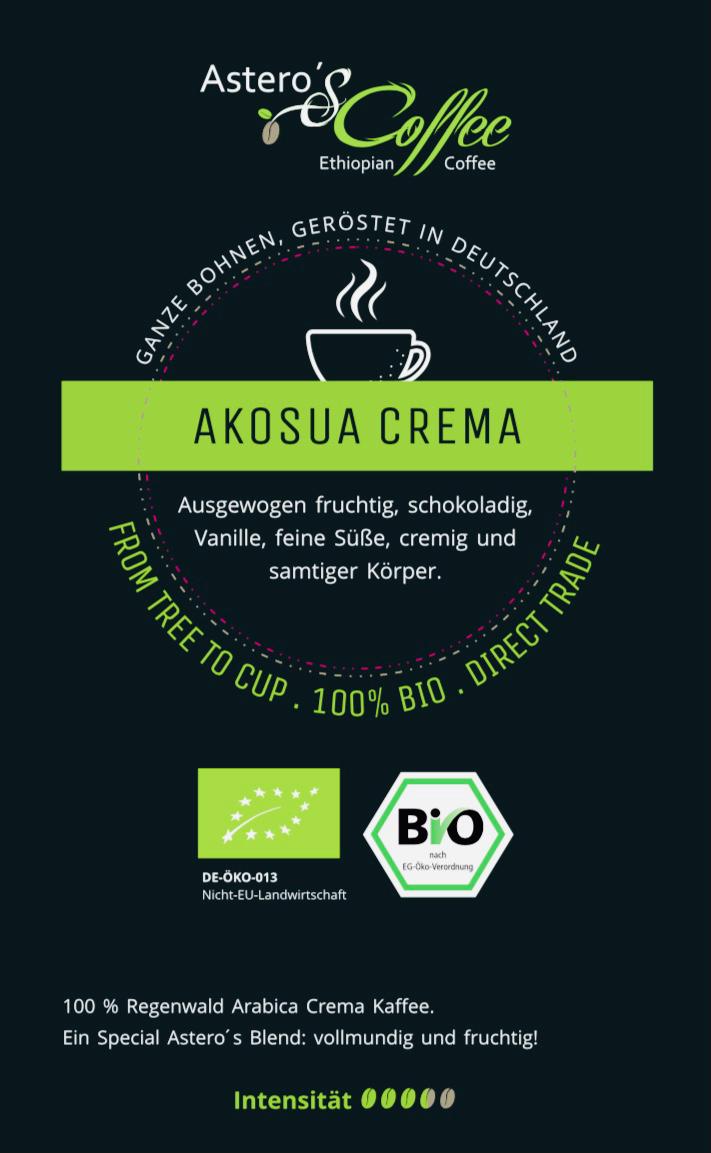 Astero´s Coffee
Ethiopian Coffee
GANZE BOHNEN, GERÖSTET IN DEUTSCHLAND
AKOSUA CREMA
Ausgewogen fruchtig, schokoladig,
Vanille, feine Süße, cremig und
samtiger Körper.
FROM TREE TO CUP . 100% BIO . DIRECT TRADE
Bio
nach
EG-Öko-Verordnung
DE-ÖKO-013
Nicht-EU-Landwirtschaft
100 % Regenwald Arabica Crema Kaffee.
Ein Special Astero´s Blend: vollmundig und fruchtig!
Intensität